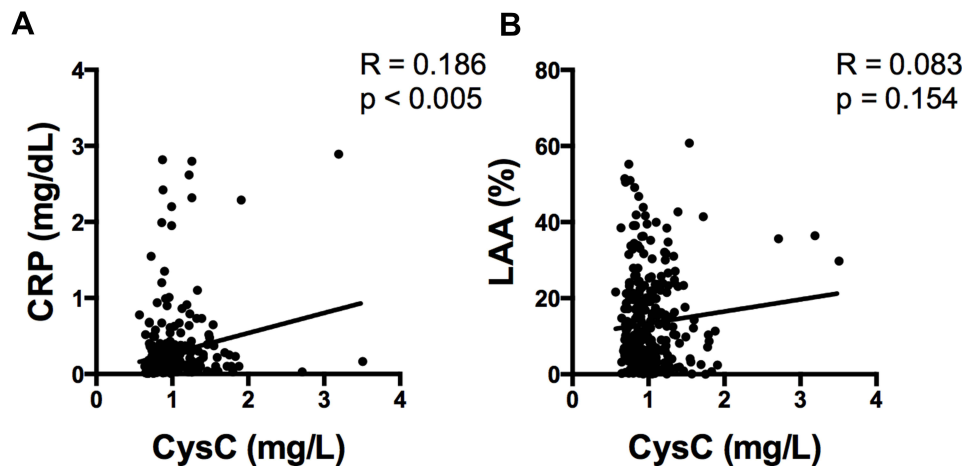 A
R = 0.186
p < 0.005
CRP (mg/dL)
4
3
2
1
0
0 1 2 3 4
CysC (mg/L)
B
R = 0.083
p = 0.154
LAA (%)
80
60
40
20
0
0 1 2 3 4
CysC (mg/L)